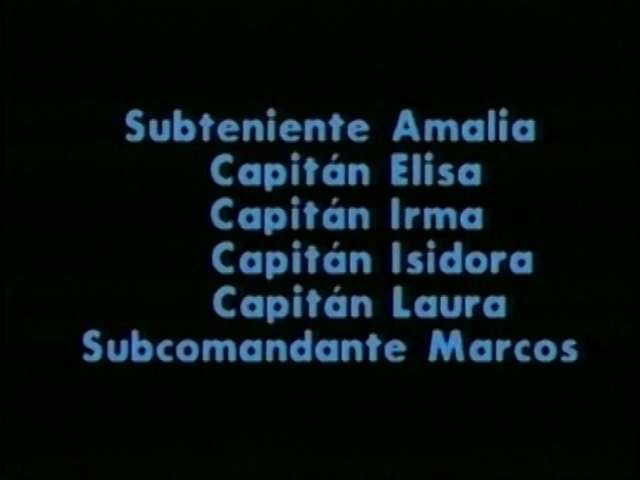 Subteniente Amalia
Capitán Elisa
Capitán Irma
Capitán Isidora
Capitán Laura
Subcomandante Marcos